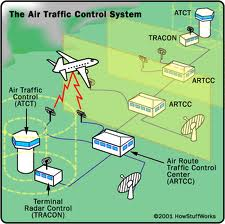 The Air Traffic Control System
ATCT
TRACON
ARTCC
ARTCC
Air Traffic
Control
(ATCT)
Air Route
Traffic Control
Center
(ARTCC)
Terminal
Radar Control
(TRACON)
©2001 HowStuffWorks